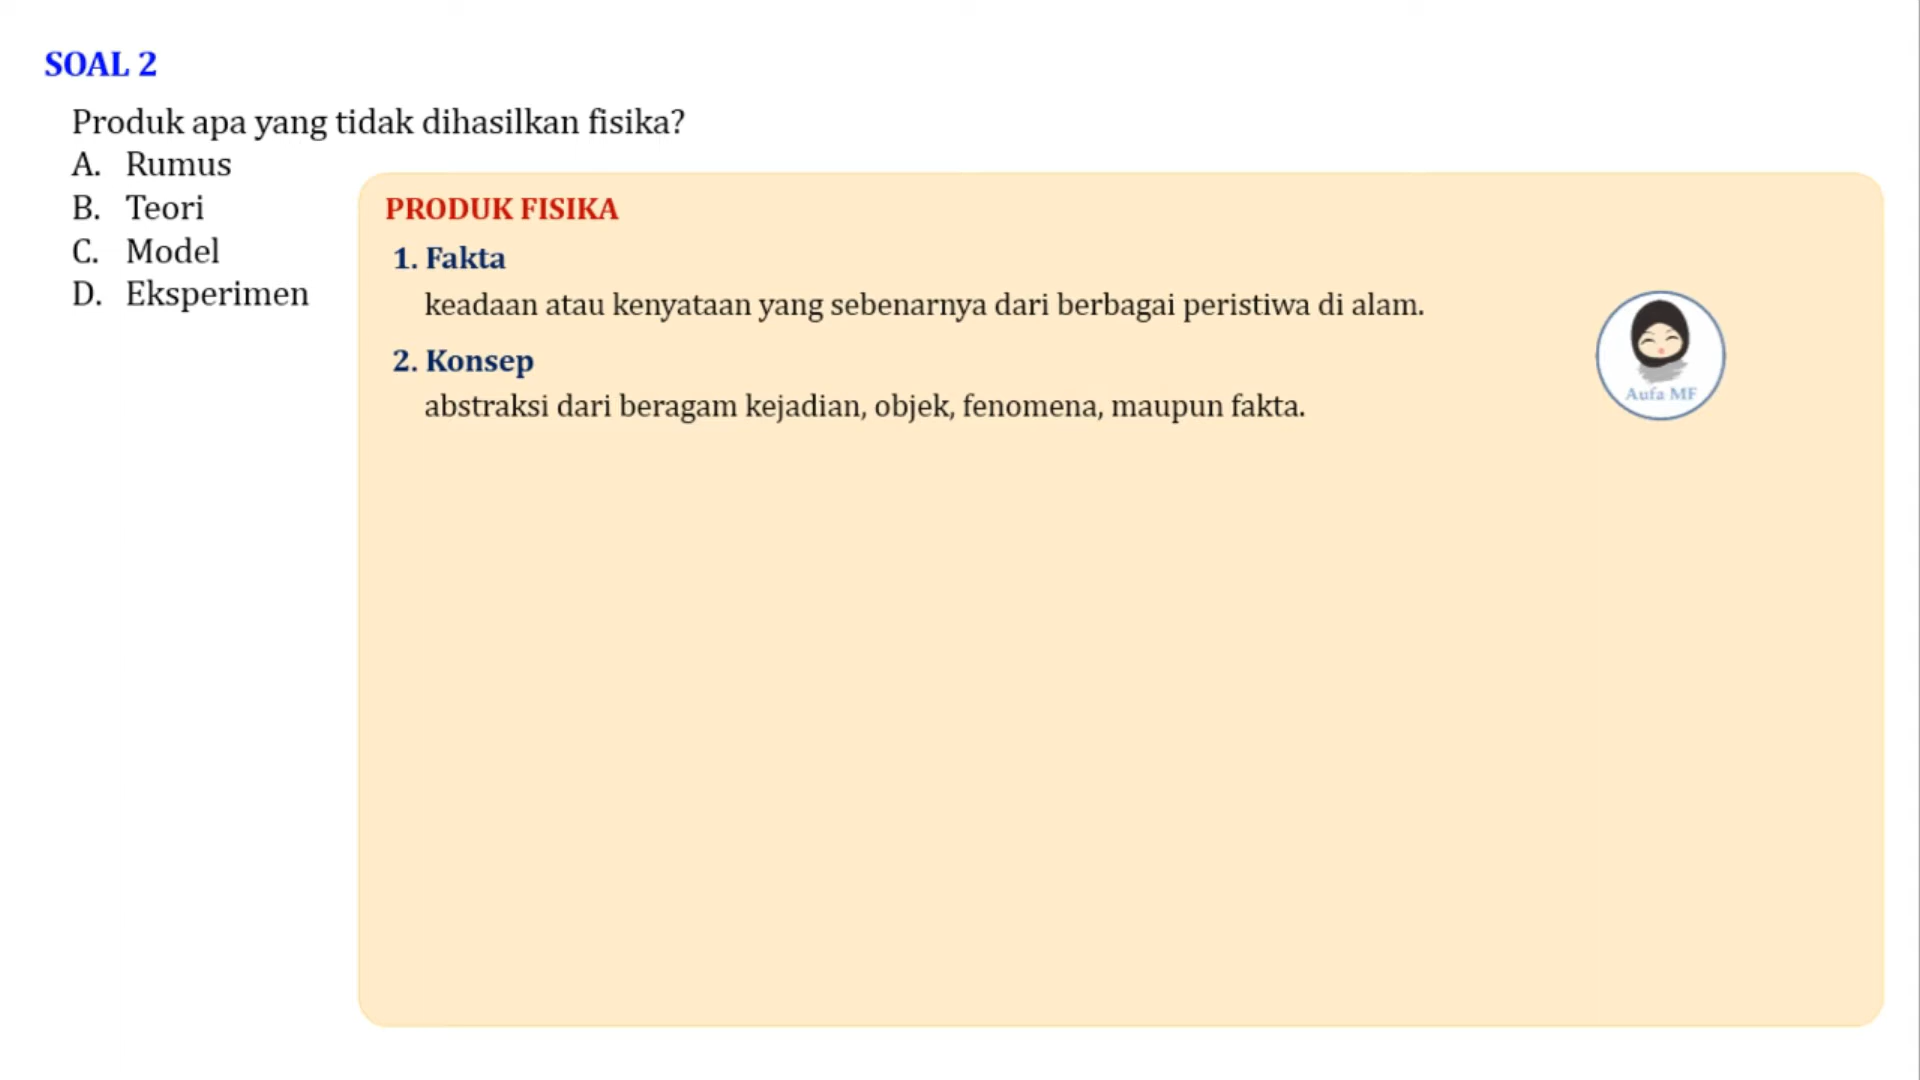 SOAL 2
Produk apa yang tidak dihasilkan fisika?
A. Rumus
B. Teori
C. Model
D. Eksperimen
PRODUK FISIKA
1. Fakta
keadaan atau kenyataan yang sebenarnya dari berbagai peristiwa di alam.
2. Konsep
abstraksi dari beragam kejadian, objek, fenomena, maupun fakta.
Aufa MF